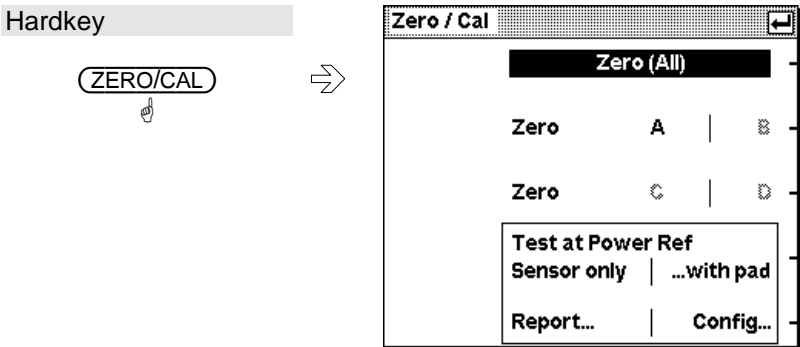 Hardkey
Zero / Cal
ZERO/CAL
Zero (All)
Zero A | B
Zero C | D
Test at Power Ref
Sensor only | ...with pad
Report... | Config...